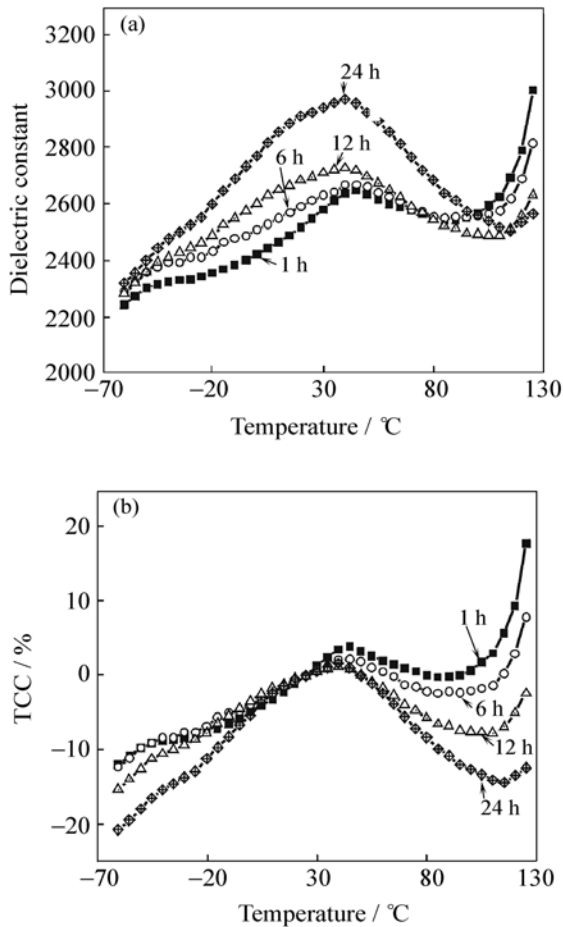 (a)
3200
3000
2800
2600
2400
2200
2000
Dielectric constant
24 h
12 h
6 h
1 h
−70 −20 30 80 130
Temperature / ℃
(b)
20
10
0
−10
−20
TCC / %
1 h
6 h
12 h
24 h
−70 −20 30 80 130
Temperature / ℃